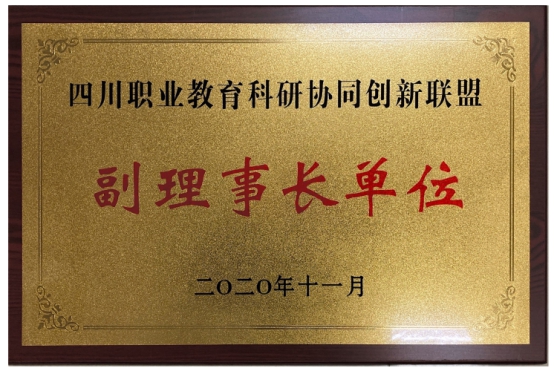 四川职业教育科研协同创新联盟
副理事长单位
二〇二〇年十一月